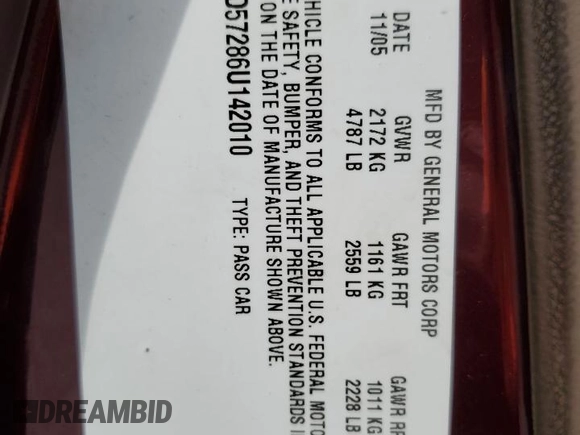 MFD BY GENERAL MOTORS CORP
DATE GVWR GAWR FRT GAWR
11/05 2172 KG 1161 KG 1011 KG
4787 LB 2559 LB 2228 LB
VEHICLE CONFORMS TO ALL APPLICABLE U.S. FEDERAL
SAFETY, BUMPER, AND THEFT PREVENTION STANDARDS
ON THE DATE OF MANUFACTURE SHOWN ABOVE.
D57286U142010 TYPE: PASS CAR
DREAMBID